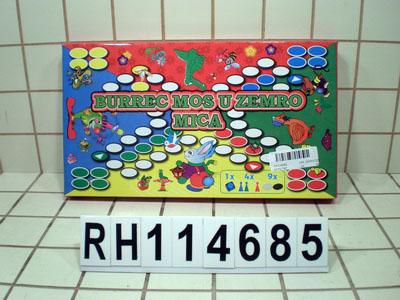 BURREC MOS U ZEMRO
MICA
1x 4x 9x
RH114685